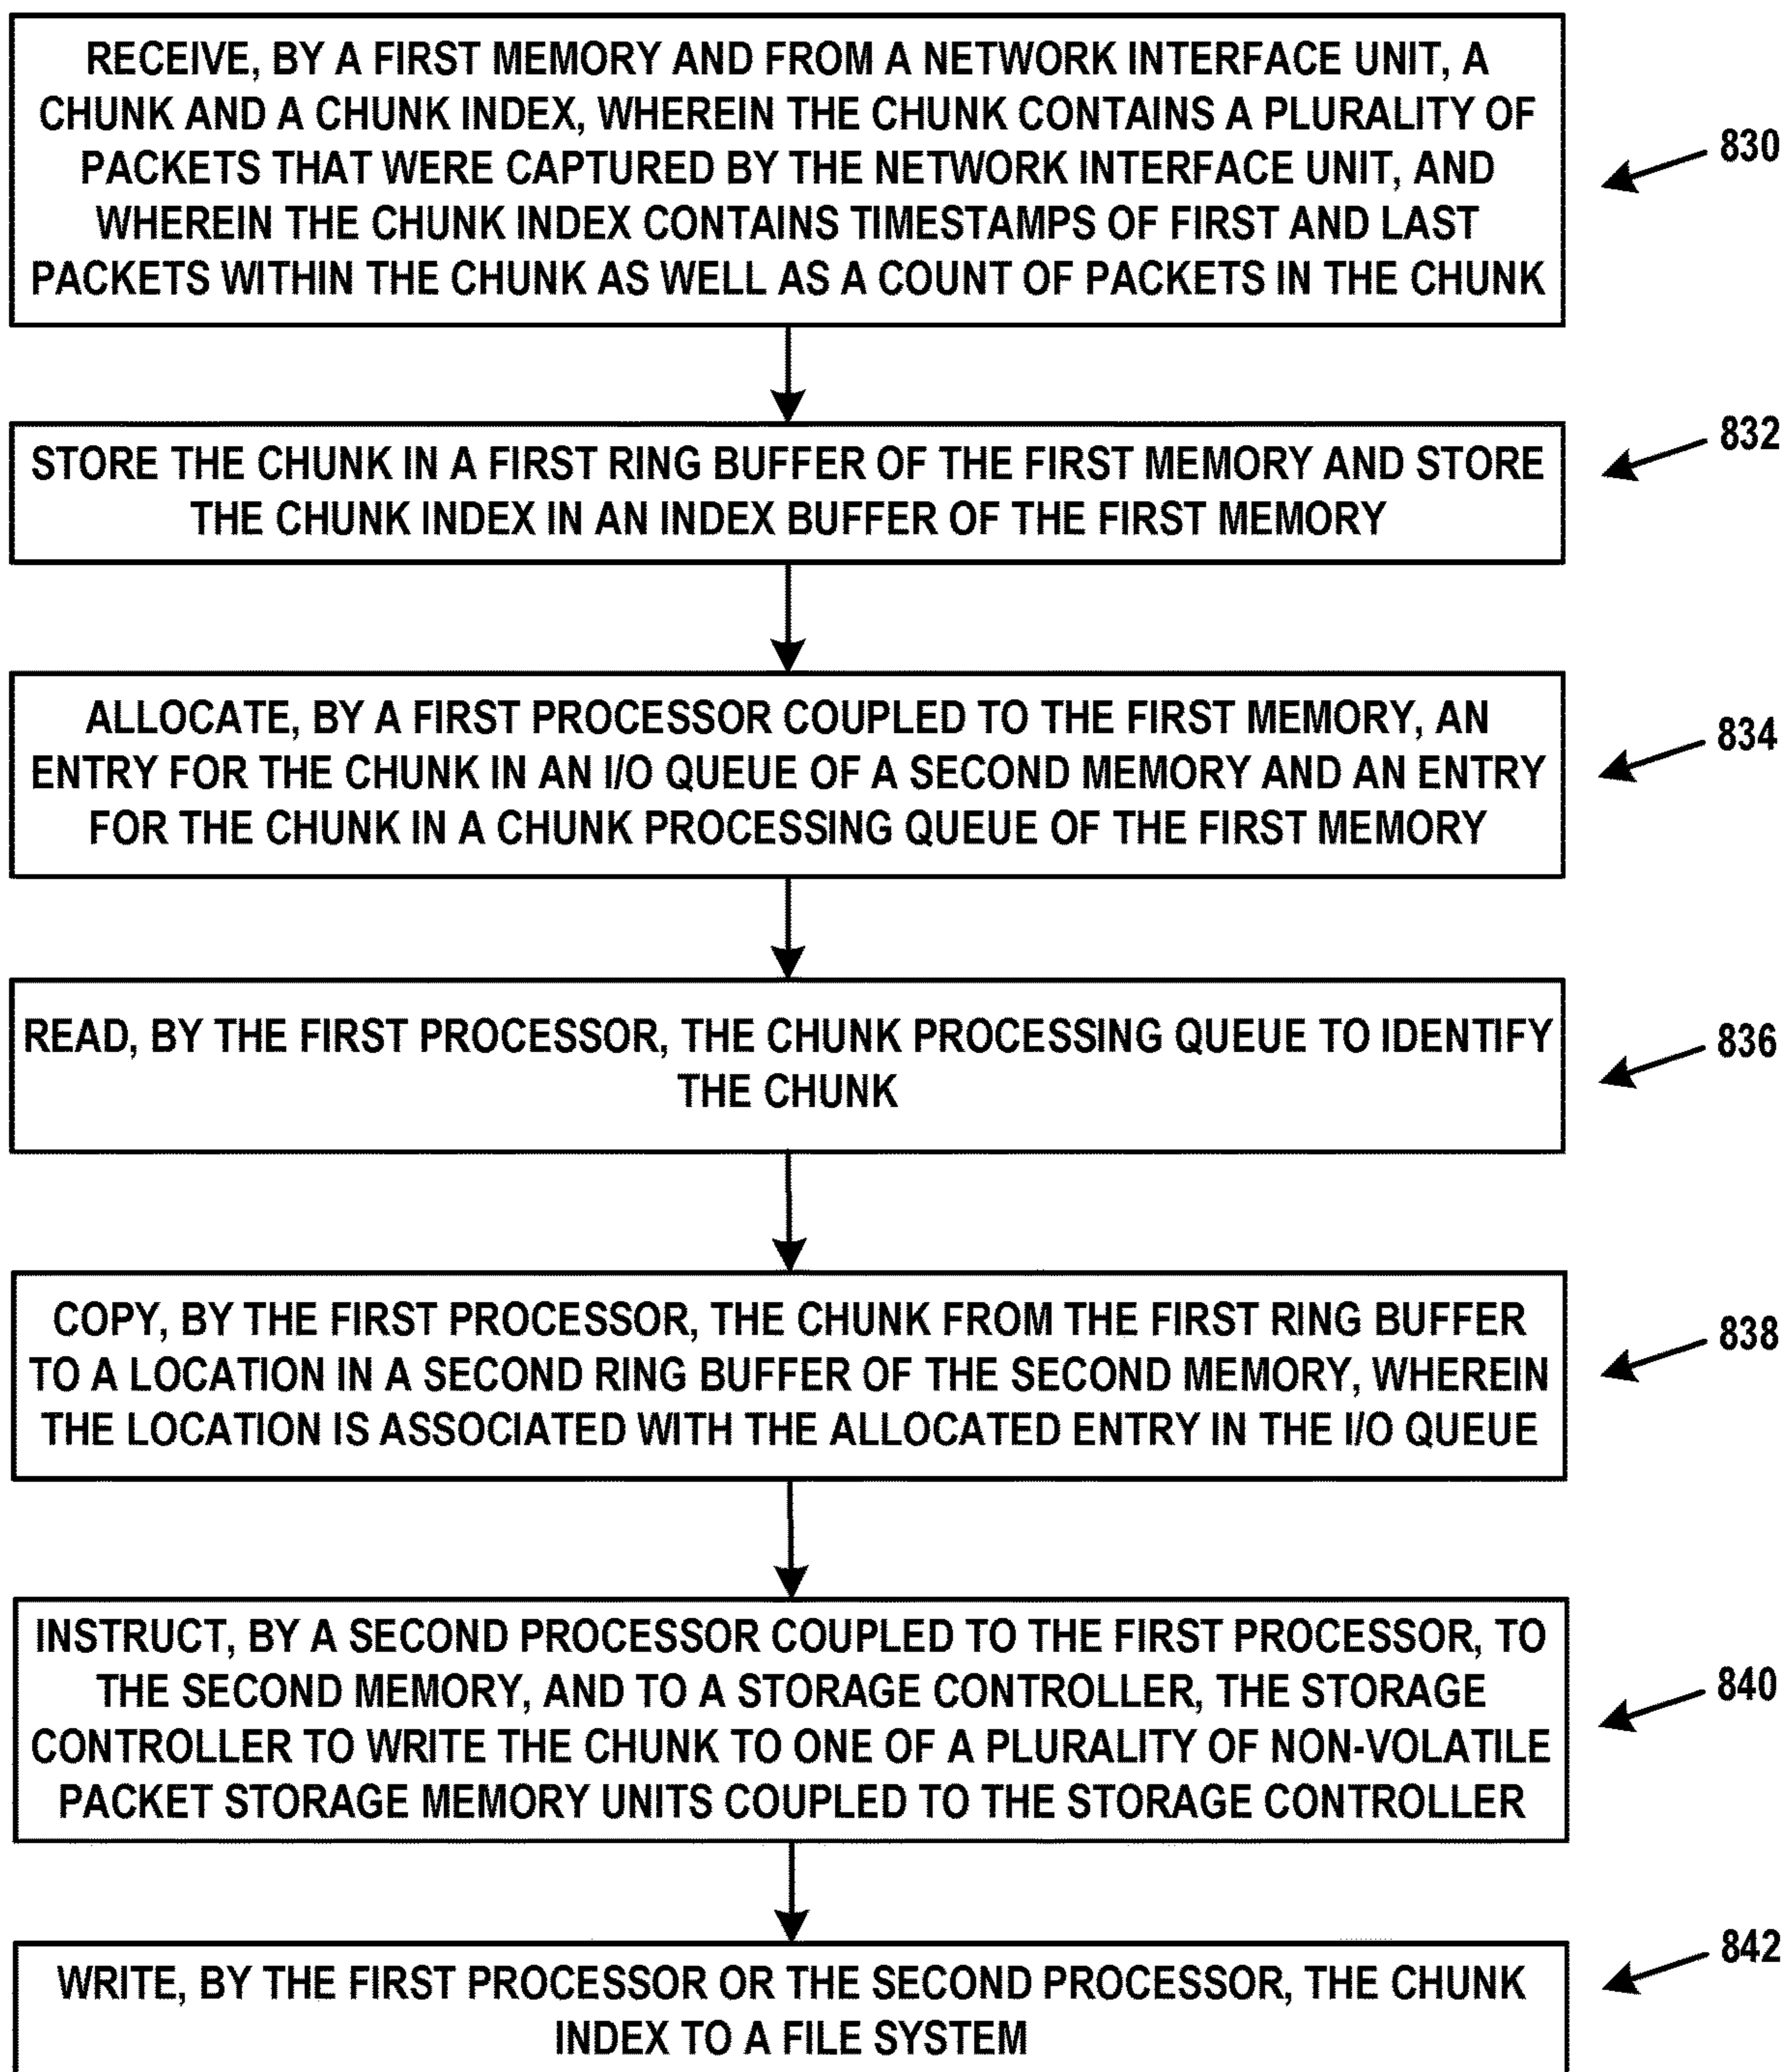 RECEIVE, BY A FIRST MEMORY AND FROM A NETWORK INTERFACE UNIT, A
CHUNK AND A CHUNK INDEX, WHEREIN THE CHUNK CONTAINS A PLURALITY OF
PACKETS THAT WERE CAPTURED BY THE NETWORK INTERFACE UNIT, AND
WHEREIN THE CHUNK INDEX CONTAINS TIMESTAMPS OF FIRST AND LAST
PACKETS WITHIN THE CHUNK AS WELL AS A COUNT OF PACKETS IN THE CHUNK
830
STORE THE CHUNK IN A FIRST RING BUFFER OF THE FIRST MEMORY AND STORE
THE CHUNK INDEX IN AN INDEX BUFFER OF THE FIRST MEMORY
832
ALLOCATE, BY A FIRST PROCESSOR COUPLED TO THE FIRST MEMORY, AN
ENTRY FOR THE CHUNK IN AN I/O QUEUE OF A SECOND MEMORY AND AN ENTRY
FOR THE CHUNK IN A CHUNK PROCESSING QUEUE OF THE FIRST MEMORY
834
READ, BY THE FIRST PROCESSOR, THE CHUNK PROCESSING QUEUE TO IDENTIFY
THE CHUNK
836
COPY, BY THE FIRST PROCESSOR, THE CHUNK FROM THE FIRST RING BUFFER
TO A LOCATION IN A SECOND RING BUFFER OF THE SECOND MEMORY, WHEREIN
THE LOCATION IS ASSOCIATED WITH THE ALLOCATED ENTRY IN THE I/O QUEUE
838
INSTRUCT, BY A SECOND PROCESSOR COUPLED TO THE FIRST PROCESSOR, TO
THE SECOND MEMORY, AND TO A STORAGE CONTROLLER, THE STORAGE
CONTROLLER TO WRITE THE CHUNK TO ONE OF A PLURALITY OF NON-VOLATILE
PACKET STORAGE MEMORY UNITS COUPLED TO THE STORAGE CONTROLLER
840
WRITE, BY THE FIRST PROCESSOR OR THE SECOND PROCESSOR, THE CHUNK
INDEX TO A FILE SYSTEM
842